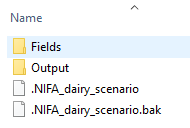 Name
Fields
Output
.NIFA_dairy_scenario
.NIFA_dairy_scenario.bak